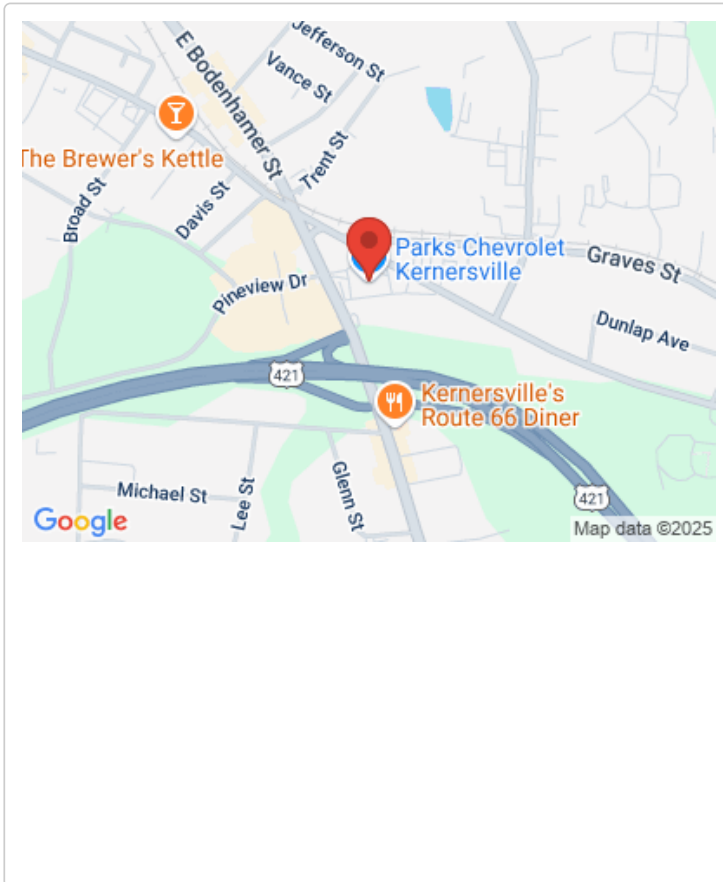 Jefferson St
E Bodenhamer St
Vance St
The Brewer's Kettle
Trent St
Broad St
Davis St
Parks Chevrolet
Kernersville
Graves St
Pineview Dr
Dunlap Ave
421
Kernersville's
Route 66 Diner
Glenn St
Michael St
Lee St
421
Google
Map data ©2025